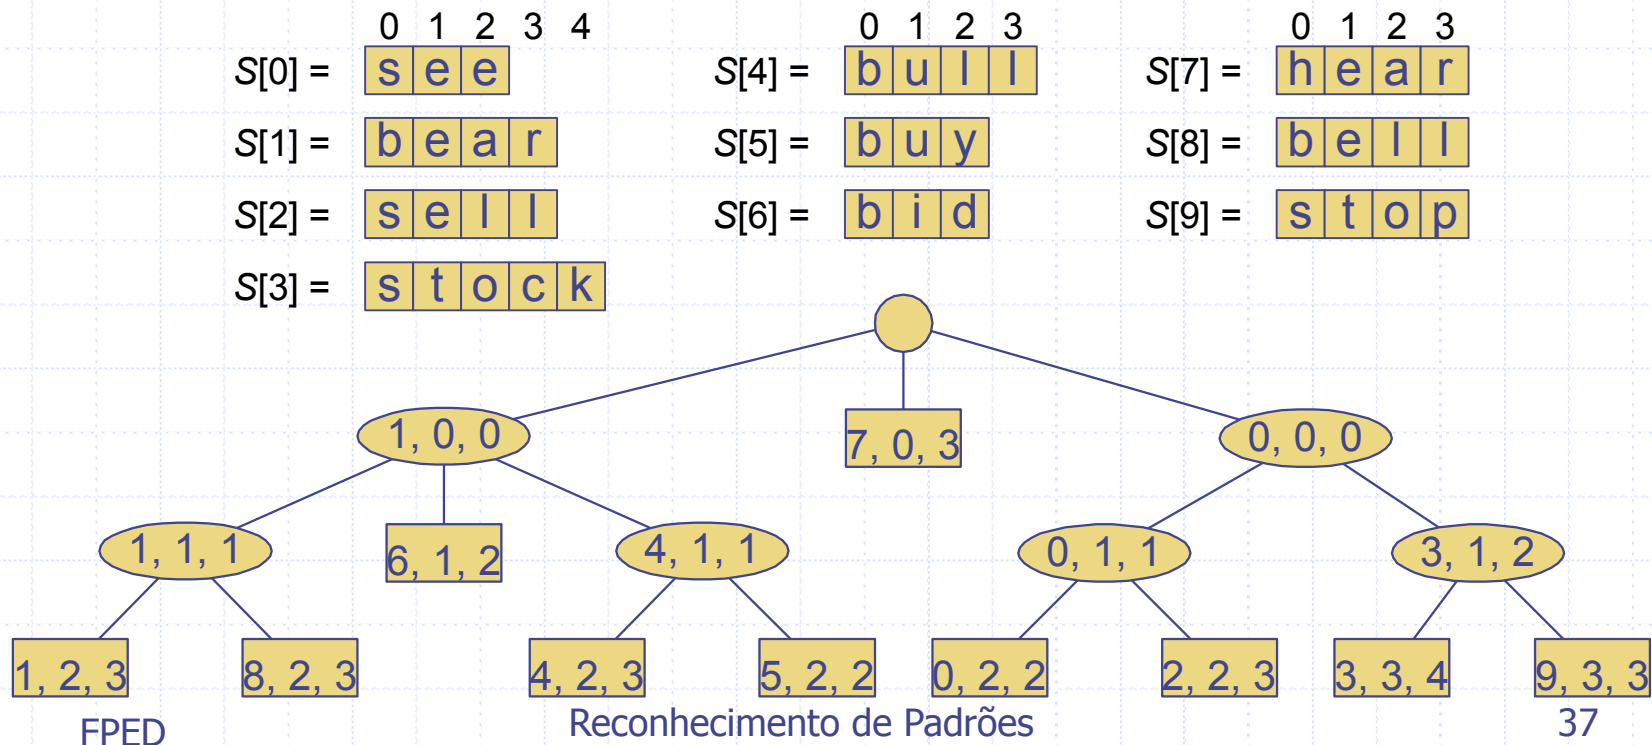 0 1 2 3 4 0 1 2 3 0 1 2 3
S[0] = s e e S[4] = b u l l S[7] = h e a r
S[1] = b e a r S[5] = b u y S[8] = b e l l
S[2] = s e l l S[6] = b i d S[9] = s t o p
S[3] = s t o c k
1, 0, 0 7, 0, 3 0, 0, 0
1, 1, 1 6, 1, 2 4, 1, 1 0, 1, 1 3, 1, 2
1, 2, 3 8, 2, 3 4, 2, 3 5, 2, 2 0, 2, 2 2, 2, 3 3, 3, 4 9, 3, 3
FPED Reconhecimento de Padrões 37